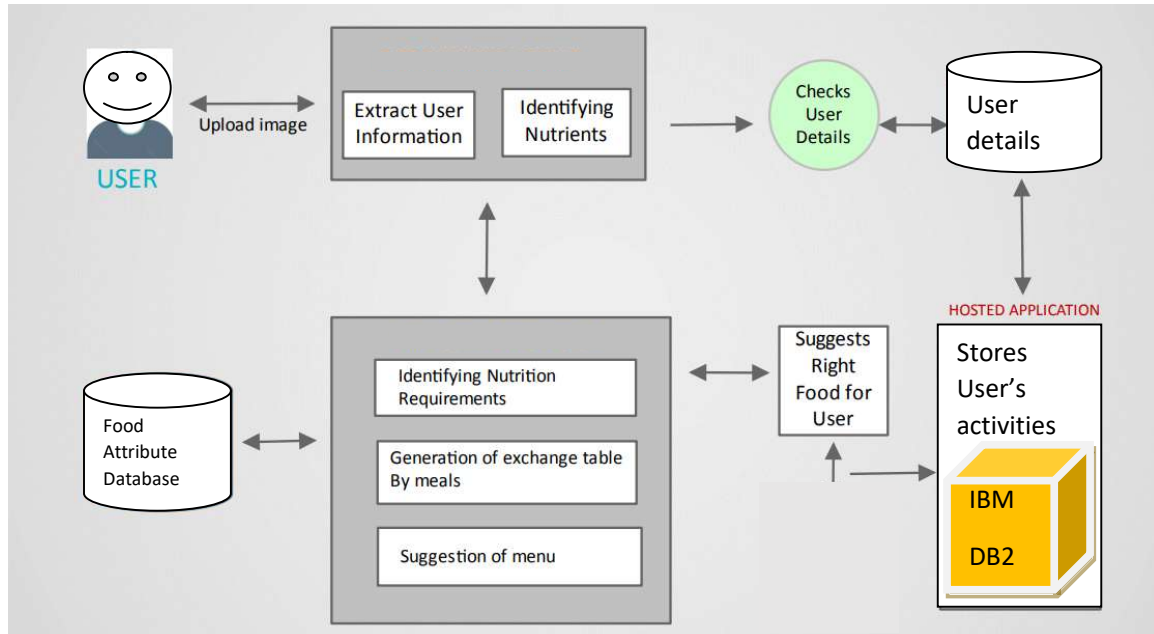 Upload image
USER
Extract User
Information
Identifying
Nutrients
Checks
User
Details
User
details
HOSTED APPLICATION
Food
Attribute
Database
Identifying Nutrition
Requirements
Generation of exchange table
By meals
Suggestion of menu
Suggests
Right
Food for
User
Stores
User’s
activities
IBM
DB2